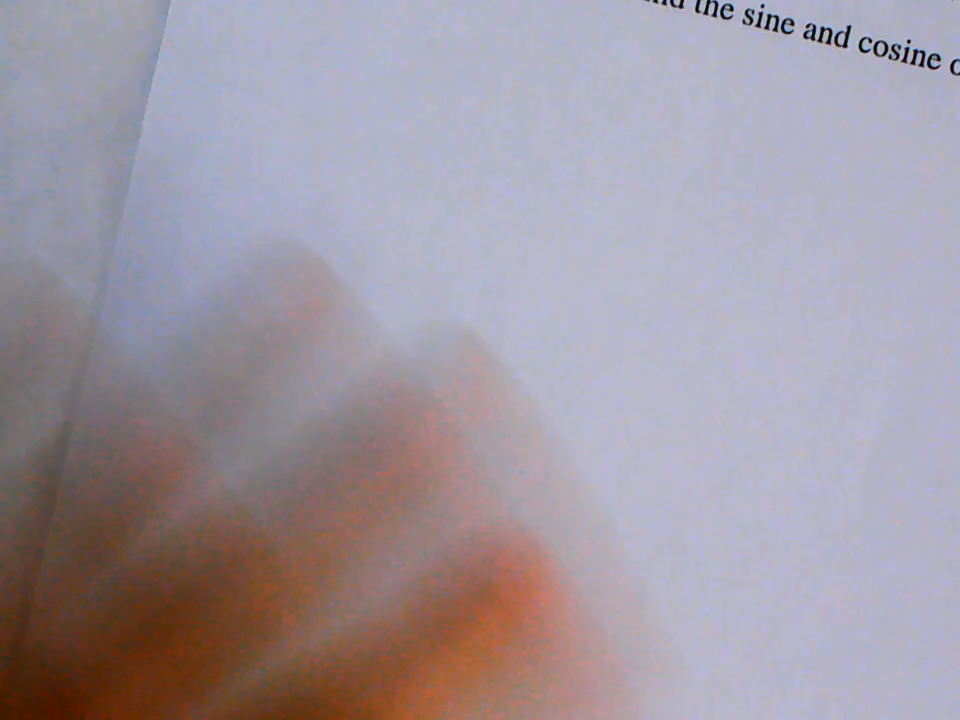 the sine and cosine